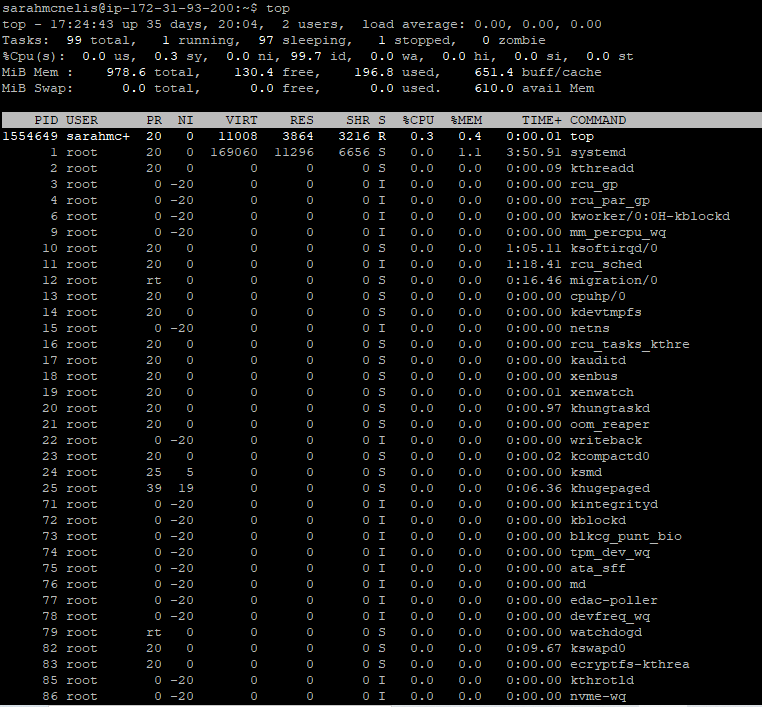 sarahmcnelis@ip-172-31-93-200:~$ top
top - 17:24:43 up 35 days, 20:04,  2 users,  load average: 0.00, 0.00, 0.00
Tasks:  99 total,   1 running,  97 sleeping,   1 stopped,   0 zombie
%Cpu(s):  0.0 us,  0.3 sy,  0.0 ni, 99.7 id,  0.0 wa,  0.0 hi,  0.0 si,  0.0 st
MiB Mem :    978.6 total,    130.4 free,    196.8 used,    651.4 buff/cache
MiB Swap:      0.0 total,      0.0 free,      0.0 used.    610.0 avail Mem
PID USER PR NI VIRT RES SHR S %CPU %MEM TIME+ COMMAND
1554649 sarahmc+ 20 0 11008 3864 3216 R 0.3 0.4 0:00.01 top
1 root 20 0 169060 11296 6656 S 0.0 1.1 3:50.91 systemd
2 root 20 0 0 0 0 S 0.0 0.0 0:00.09 kthreadd
3 root 0 -20 0 0 0 I 0.0 0.0 0:00.00 rcu_gp
4 root 0 -20 0 0 0 I 0.0 0.0 0:00.00 rcu_par_gp
6 root 0 -20 0 0 0 I 0.0 0.0 0:00.00 kworker/0:0H-kblockd
9 root 0 -20 0 0 0 I 0.0 0.0 0:00.00 mm_percpu_wq
10 root 20 0 0 0 0 S 0.0 0.0 1:05.11 ksoftirqd/0
11 root 20 0 0 0 0 I 0.0 0.0 1:18.41 rcu_sched
12 root rt 0 0 0 0 S 0.0 0.0 0:16.46 migration/0
13 root 20 0 0 0 0 S 0.0 0.0 0:00.00 cpuhp/0
14 root 20 0 0 0 0 S 0.0 0.0 0:00.00 kdevtmpfs
15 root 0 -20 0 0 0 I 0.0 0.0 0:00.00 netns
16 root 20 0 0 0 0 S 0.0 0.0 0:00.00 rcu_tasks_kthre
17 root 20 0 0 0 0 S 0.0 0.0 0:00.00 kauditd
18 root 20 0 0 0 0 S 0.0 0.0 0:00.00 xenbus
19 root 20 0 0 0 0 S 0.0 0.0 0:00.01 xenwatch
20 root 20 0 0 0 0 S 0.0 0.0 0:00.97 khungtaskd
21 root 20 0 0 0 0 S 0.0 0.0 0:00.00 oom_reaper
22 root 0 -20 0 0 0 I 0.0 0.0 0:00.00 writeback
23 root 20 0 0 0 0 S 0.0 0.0 0:00.02 kcompactd0
24 root 25 5 0 0 0 S 0.0 0.0 0:00.00 ksmd
25 root 39 19 0 0 0 S 0.0 0.0 0:06.36 khugepaged
71 root 0 -20 0 0 0 I 0.0 0.0 0:00.00 kintegrityd
72 root 0 -20 0 0 0 I 0.0 0.0 0:00.00 kblockd
73 root 0 -20 0 0 0 I 0.0 0.0 0:00.00 blkcg_punt_bio
74 root 0 -20 0 0 0 I 0.0 0.0 0:00.00 tpm_dev_wq
75 root 0 -20 0 0 0 I 0.0 0.0 0:00.00 ata_sff
76 root 0 -20 0 0 0 I 0.0 0.0 0:00.00 md
77 root 0 -20 0 0 0 I 0.0 0.0 0:00.00 edac-poller
78 root 0 -20 0 0 0 I 0.0 0.0 0:00.00 devfreq_wq
79 root rt 0 0 0 0 S 0.0 0.0 0:00.00 watchdogd
82 root 20 0 0 0 0 S 0.0 0.0 0:09.67 kswapd0
83 root 20 0 0 0 0 S 0.0 0.0 0:00.00 ecryptfs-kthrea
85 root 0 -20 0 0 0 I 0.0 0.0 0:00.00 kthrotld
86 root 0 -20 0 0 0 I 0.0 0.0 0:00.00 nvme-wq